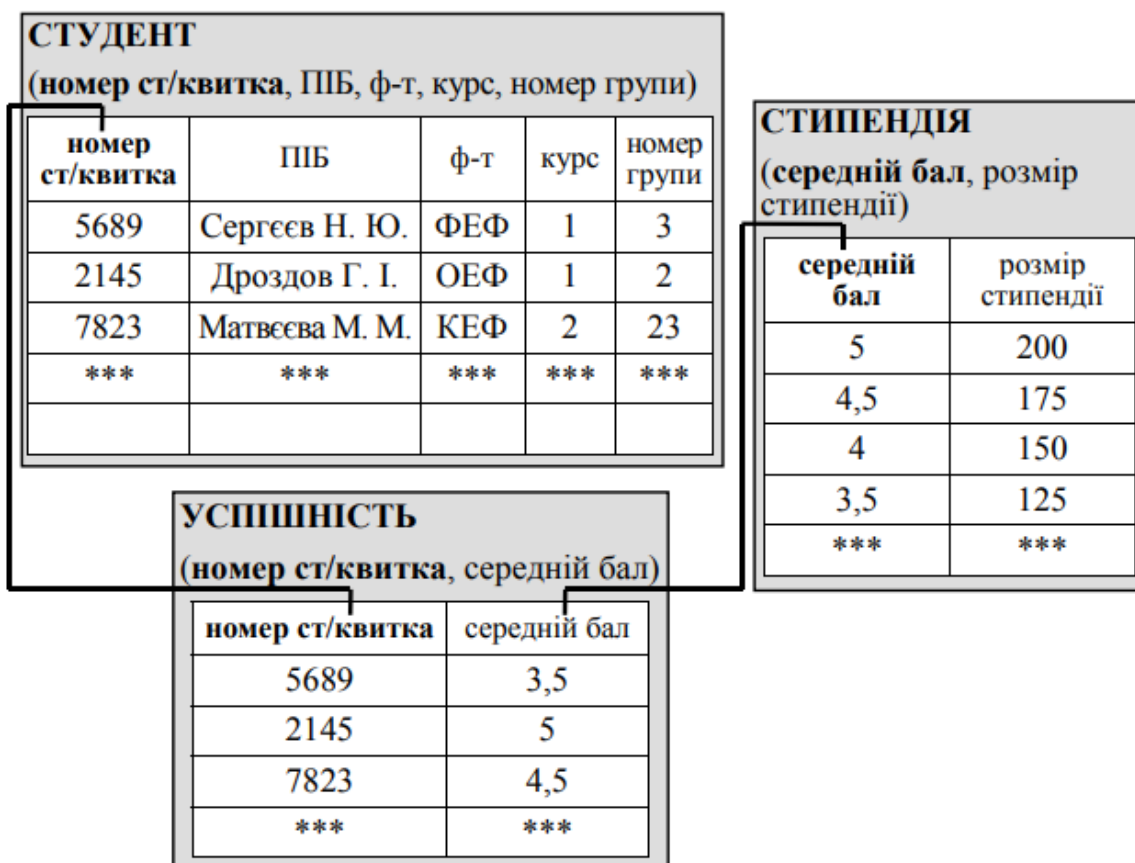 СТУДЕНТ
(номер ст/квитка, ПІБ, ф-т, курс, номер групи)
номер ст/квитка ПІБ ф-т курс номер групи
5689 Сергєєв Н. Ю. ФЕФ 1 3
2145 Дроздов Г. І. ОЕФ 1 2
7823 Матвєєва М. М. КЕФ 2 23
*** *** *** *** ***
СТИПЕНДІЯ
(середній бал, розмір
стипендії)
середній бал розмір стипендії
5 200
4,5 175
4 150
3,5 125
*** ***
УСПІШНІСТЬ
(номер ст/квитка, середній бал)
номер ст/квитка середній бал
5689 3,5
2145 5
7823 4,5
*** ***